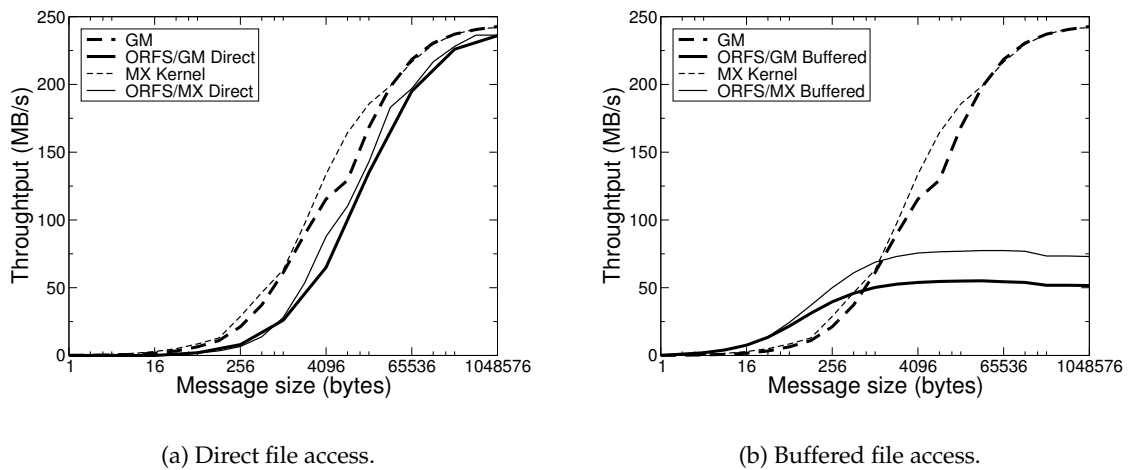 250
200
150
100
50
0
Throughtput (MB/s)
GM
ORFS/GM Direct
MX Kernel
ORFS/MX Direct
1 16 256 4096 65536 1048576
Message size (bytes)
(a) Direct file access.
250
200
150
100
50
0
Throughtput (MB/s)
GM
ORFS/GM Buffered
MX Kernel
ORFS/MX Buffered
1 16 256 4096 65536 1048576
Message size (bytes)
(b) Buffered file access.